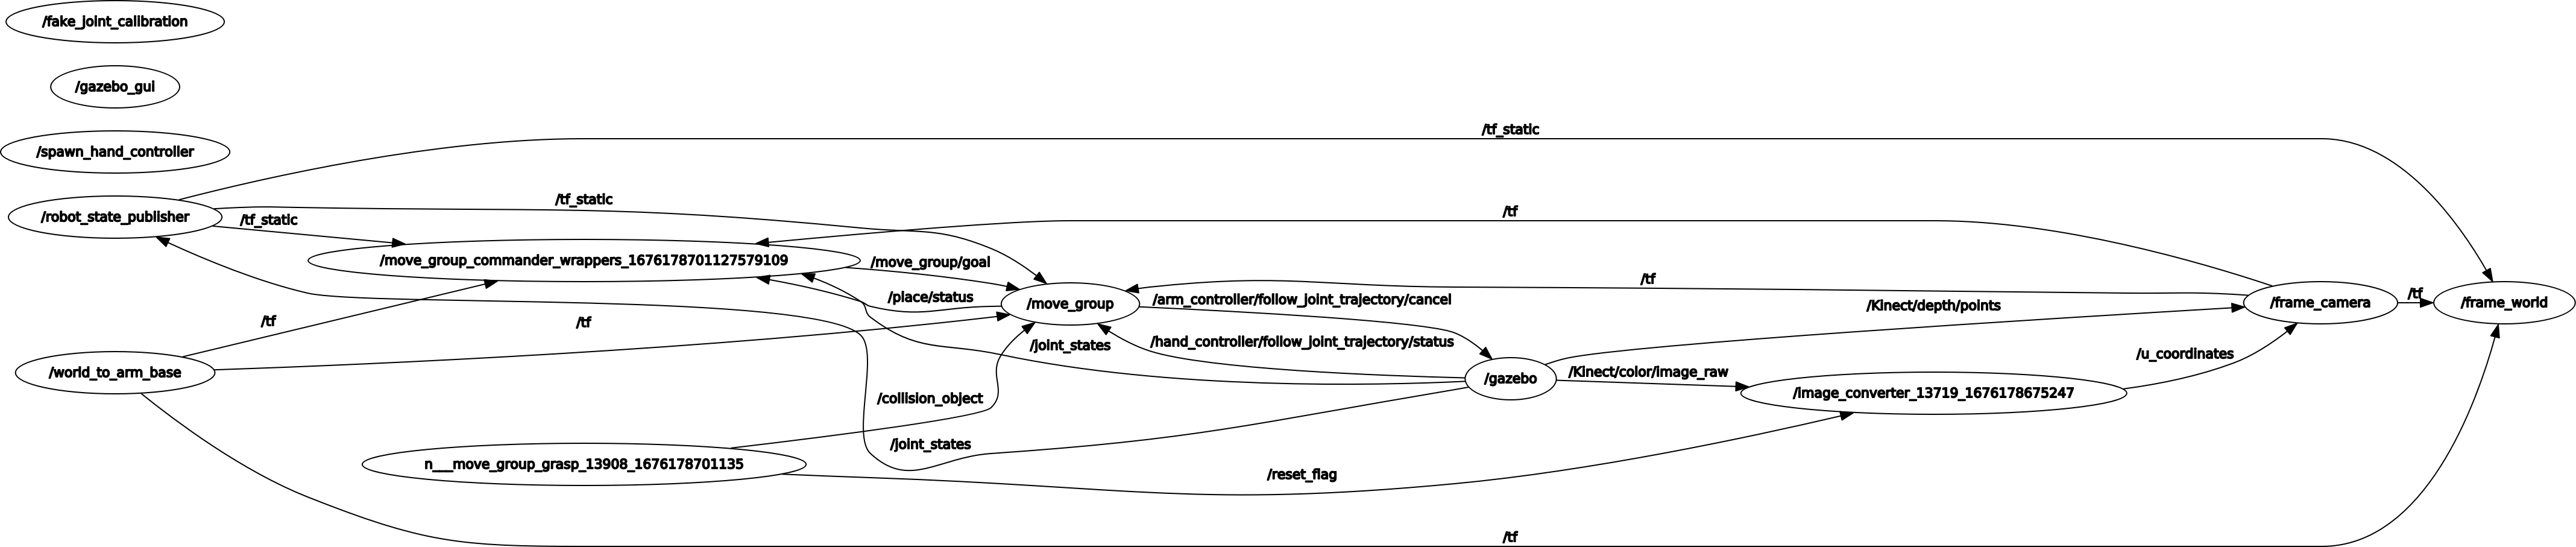 /fake_joint_calibration
/gazebo_gui
/spawn_hand_controller
/tf_static
/tf_static
/robot_state_publisher
/tf_static
/tf
/move_group_commander_wrappers_1676178701127579109
/move_group/goal
/tf
/place/status
/move_group
/arm_controller/follow_joint_trajectory/cancel
/Kinect/depth/points
/frame_camera
/tf
/frame_world
/tf
/tf
/joint_states
/hand_controller/follow_joint_trajectory/status
/u_coordinates
/world_to_arm_base
/gazebo
/Kinect/color/image_raw
/image_converter_13719_1676178675247
/collision_object
/joint_states
n___move_group_grasp_13908_1676178701135
/reset_flag
/tf